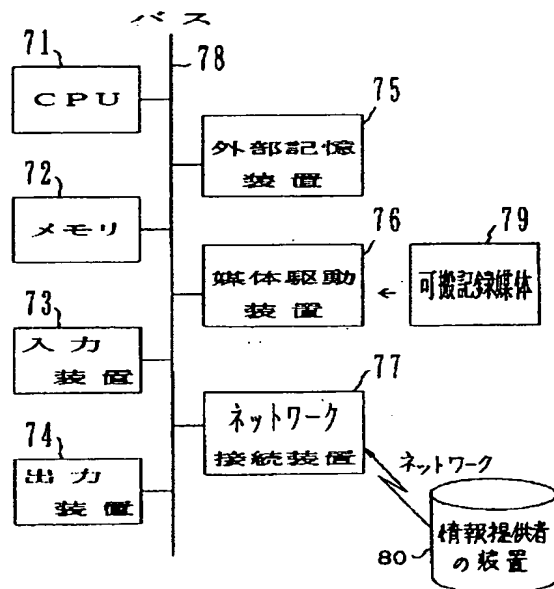 バス
71
78
CPU
75
外部記憶
装置
72
メモリ
76
79
媒体駆動
装置
可搬記録媒体
73
入力
装置
77
ネットワーク
接続装置
74
出力
装置
ネットワーク
80
情報提供者
の装置